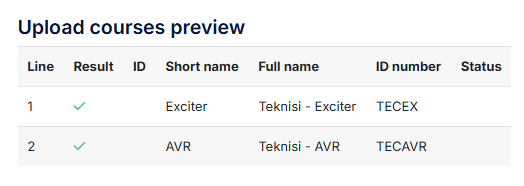 Upload courses preview
Line Result ID Short name Full name ID number Status
1 Exciter Teknisi - Exciter TECEX
2 AVR Teknisi - AVR TECAVR